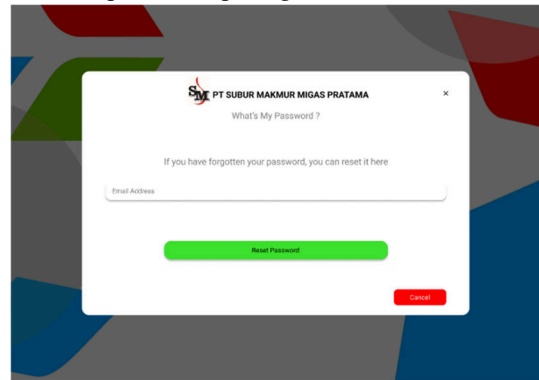 SM PT SUBUR MAKMUR MIGAS PRATAMA ×
What's My Password ?
If you have forgotten your password, you can reset it here
Email Address
Reset Password
Cancel